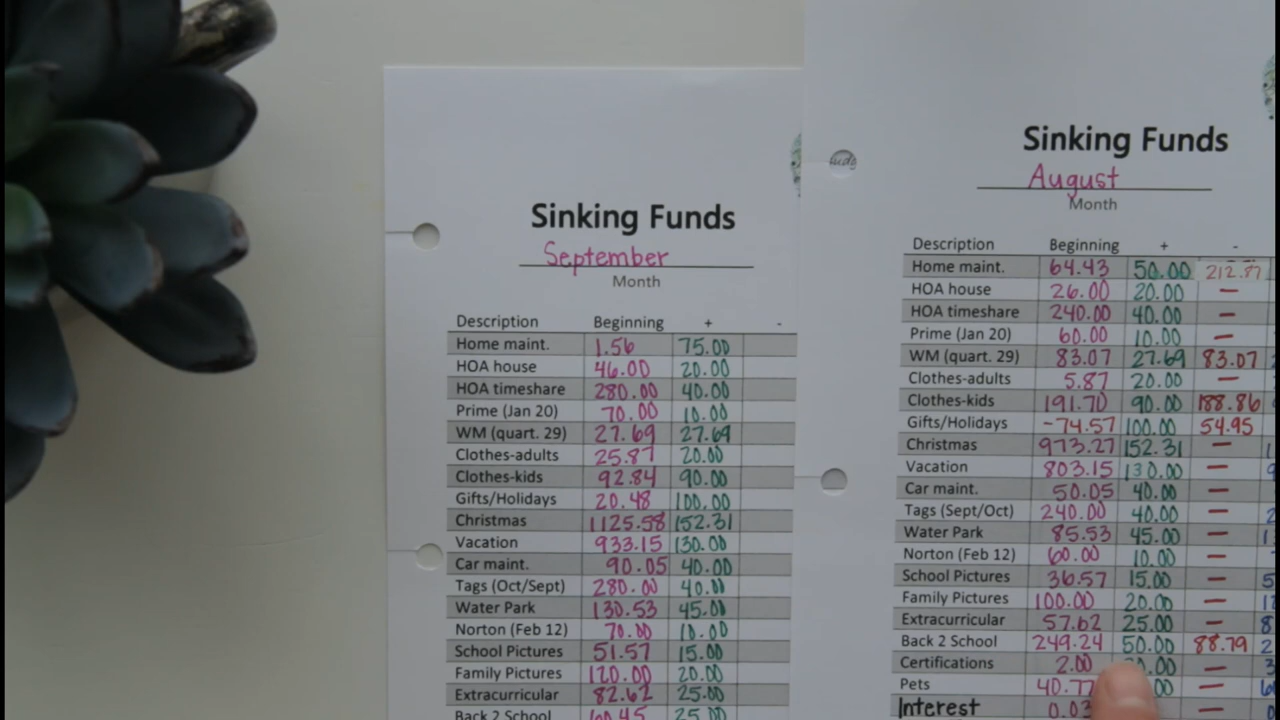 Sinking Funds
September
Month
Description Beginning + -
Home maint. 1.56 75.00
HOA house 46.00 20.00
HOA timeshare 280.00 40.00
Prime (Jan 20) 70.00 10.00
WM (quart. 29) 27.69 27.69
Clothes-adults 25.87 20.00
Clothes-kids 92.84 90.00
Gifts/Holidays 20.48 100.00
Christmas 1125.58 152.31
Vacation 933.15 130.00
Car maint. 90.05 40.00
Tags (Oct/Sept) 280.00 40.00
Water Park 130.53 45.00
Norton (Feb 12) 70.00 10.00
School Pictures 51.57 15.00
Family Pictures 120.00 20.00
Extracurricular 82.62 25.00
Back 2 School 25.00
Sinking Funds
August
Month
Description Beginning + -
Home maint. 64.43 50.00 212.87
HOA house 26.00 20.00 —
HOA timeshare 240.00 40.00 —
Prime (Jan 20) 60.00 10.00 —
WM (quart. 29) 83.07 27.69 83.07
Clothes-adults 5.87 20.00 —
Clothes-kids 191.70 90.00 188.86
Gifts/Holidays -74.57 100.00 54.95
Christmas 973.27 152.31 —
Vacation 803.15 130.00 —
Car maint. 50.05 40.00 —
Tags (Sept/Oct) 240.00 40.00 —
Water Park 85.53 45.00 —
Norton (Feb 12) 60.00 10.00 —
School Pictures 36.57 15.00 —
Family Pictures 100.00 20.00 —
Extracurricular 57.62 25.00 —
Back 2 School 249.24 50.00 88.79
Certifications 2.00 —
Pets 40.77 —
Interest 0.03 —